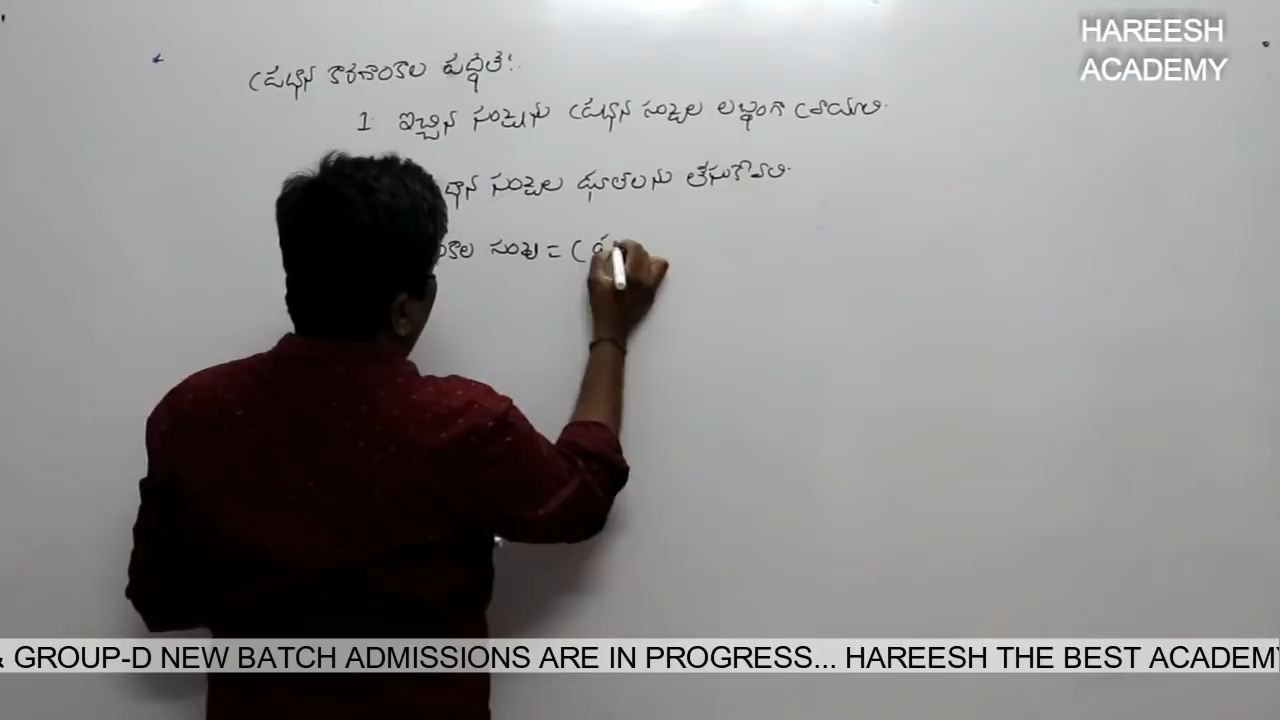 HAREESH
ACADEMY
ప్రధాన కారణాంకాల పద్ధతి:
1. ఇచ్చిన సంఖ్యను ప్రధాన సంఖ్యల లబ్ధంగా వ్రాయాలి.
ధాన సంఖ్యల ఘాతాలను తీసుకోవాలి.
కాల సంఖ్య = (
GROUP-D NEW BATCH ADMISSIONS ARE IN PROGRESS... HAREESH THE BEST ACADEMY